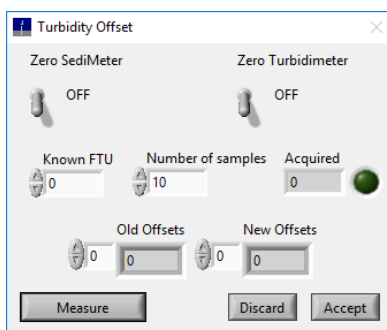 Turbidity Offset
Zero SediMeter Zero Turbidimeter
OFF OFF
Known FTU Number of samples Acquired
0 10 0
Old Offsets New Offsets
0 0 0 0
Measure Discard Accept